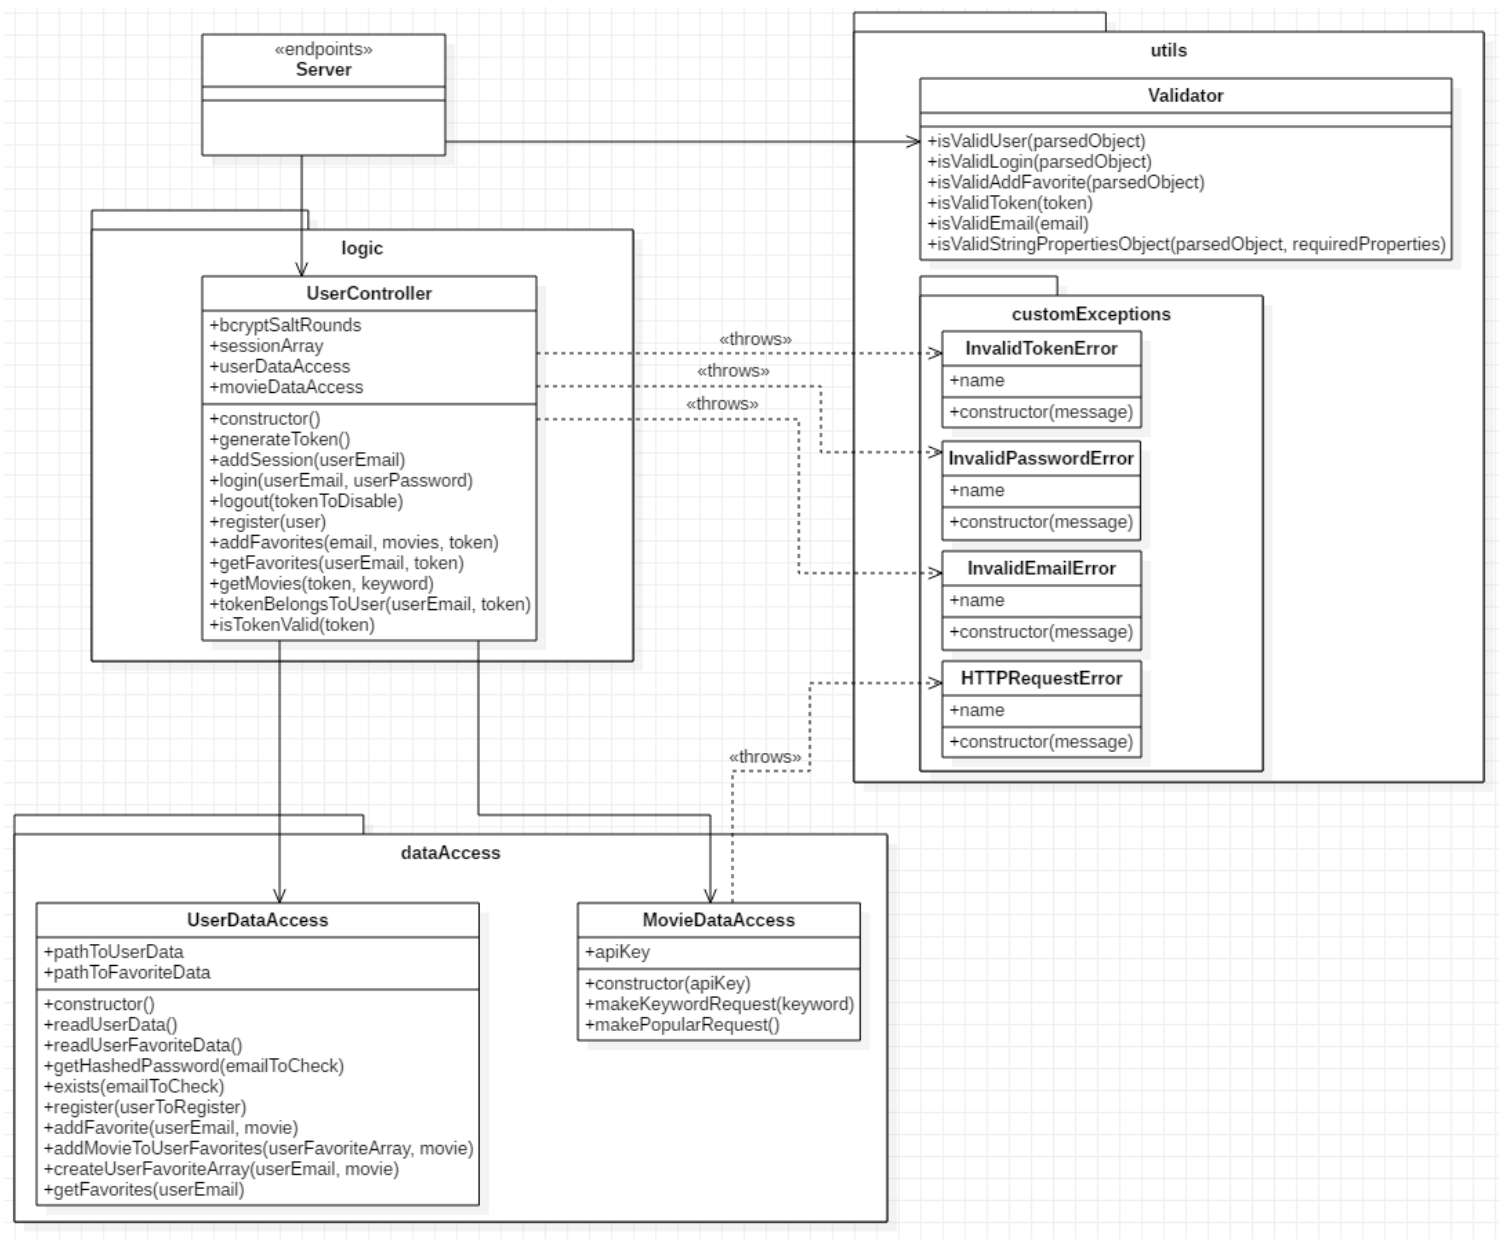 «endpoints»
Server
utils
Validator
+isValidUser(parsedObject)
+isValidLogin(parsedObject)
+isValidAddFavorite(parsedObject)
+isValidToken(token)
+isValidEmail(email)
+isValidStringPropertiesObject(parsedObject, requiredProperties)
logic
UserController
+bcryptSaltRounds
+sessionArray
+userDataAccess
+movieDataAccess
+constructor()
+generateToken()
+addSession(userEmail)
+login(userEmail, userPassword)
+logout(tokenToDisable)
+register(user)
+addFavorites(email, movies, token)
+getFavorites(userEmail, token)
+getMovies(token, keyword)
+tokenBelongsToUser(userEmail, token)
+isTokenValid(token)
«throws»
«throws»
«throws»
customExceptions
InvalidTokenError
+name
+constructor(message)
InvalidPasswordError
+name
+constructor(message)
InvalidEmailError
+name
+constructor(message)
HTTPRequestError
+name
+constructor(message)
«throws»
dataAccess
UserDataAccess
+pathToUserData
+pathToFavoriteData
+constructor()
+readUserData()
+readUserFavoriteData()
+getHashedPassword(emailToCheck)
+exists(emailToCheck)
+register(userToRegister)
+addFavorite(userEmail, movie)
+addMovieToUserFavorites(userFavoriteArray, movie)
+createUserFavoriteArray(userEmail, movie)
+getFavorites(userEmail)
MovieDataAccess
+apiKey
+constructor(apiKey)
+makeKeywordRequest(keyword)
+makePopularRequest()